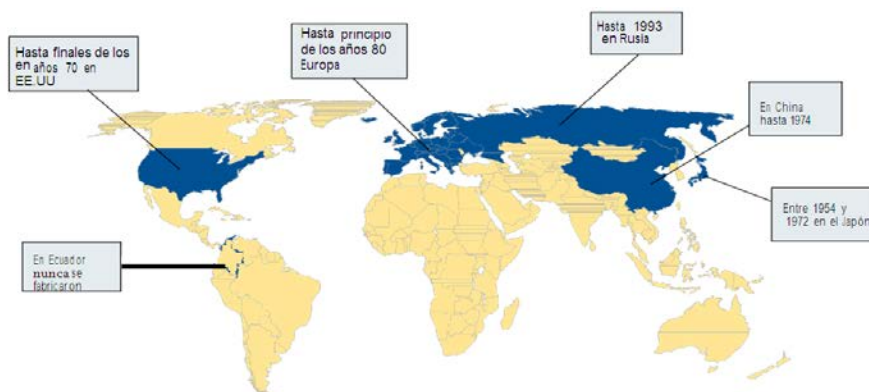 Hasta finales de los
en años 70 en
EE.UU
Hasta principio
de los años 80
Europa
Hasta 1993
en Rusia
En China
hasta 1974
Entre 1954 y
1972 en el Japón
En Ecuador
nunca se
fabricaron